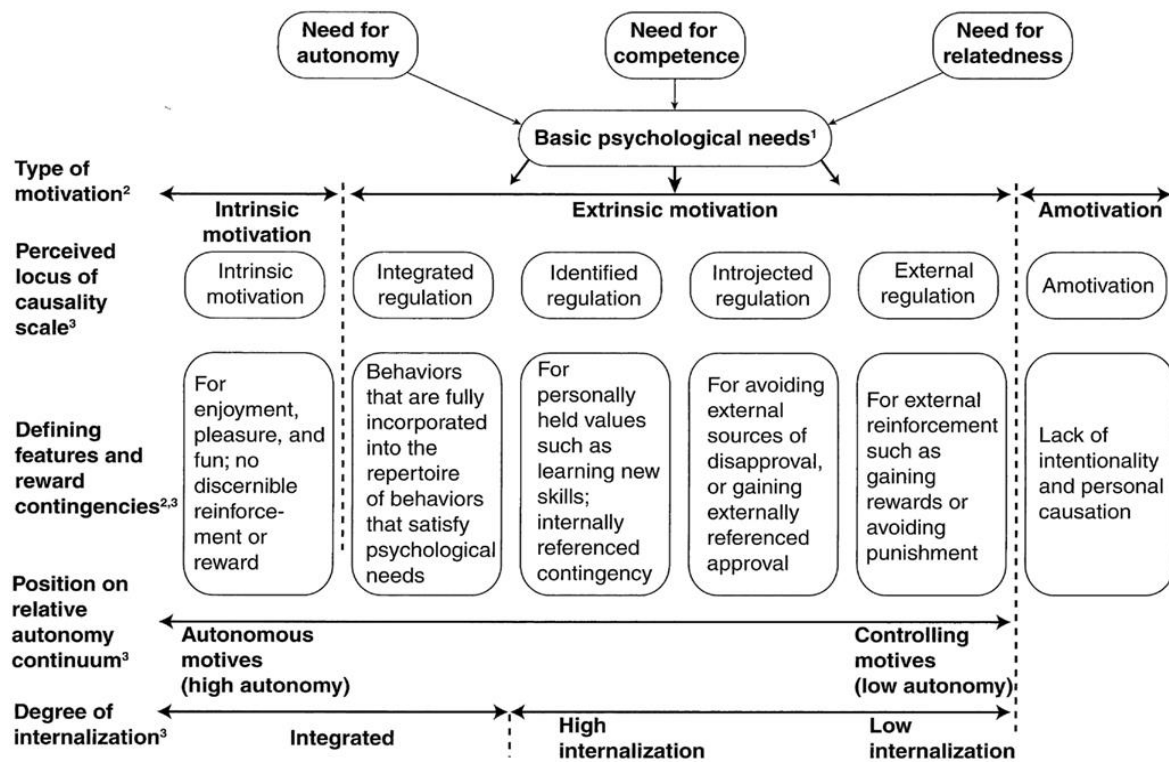 Need for
autonomy
Need for
competence
Need for
relatedness
Basic psychological needs¹
Type of
motivation²
Intrinsic
motivation
Extrinsic motivation
Amotivation
Perceived
locus of
causality
scale³
Intrinsic
motivation
Integrated
regulation
Identified
regulation
Introjected
regulation
External
regulation
Amotivation
Defining
features and
reward
contingencies²,³
For
enjoyment,
pleasure, and
fun; no
discernible
reinforce-
ment or
reward
Behaviors
that are fully
incorporated
into the
repertoire
of behaviors
that satisfy
psychological
needs
For
personally
held values
such as
learning new
skills;
internally
referenced
contingency
For avoiding
external
sources of
disapproval,
or gaining
externally
referenced
approval
For external
reinforcement
such as
gaining
rewards or
avoiding
punishment
Lack of
intentionality
and personal
causation
Position on
relative
autonomy
continuum³
Autonomous
motives
(high autonomy)
Controlling
motives
(low autonomy)
Degree of
internalization³
Integrated
High
internalization
Low
internalization